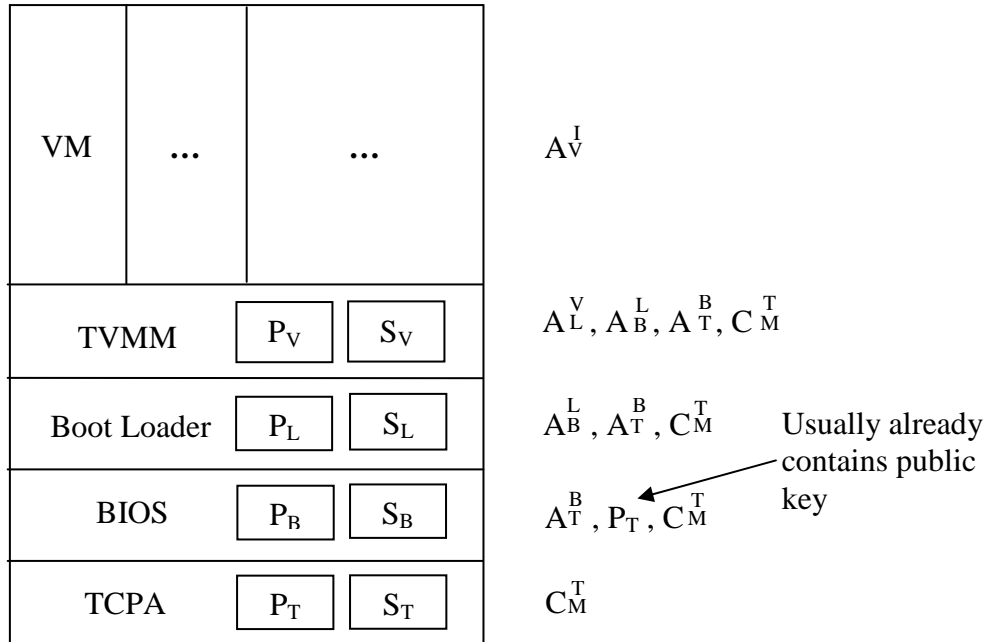 VM ... ... A^I_V
TVMM P_V S_V A^V_L, A^L_B, A^B_T, C^T_M
Boot Loader P_L S_L A^L_B, A^B_T, C^T_M
Usually already
contains public
key
BIOS P_B S_B A^B_T, P_T, C^T_M
TCPA P_T S_T C^T_M